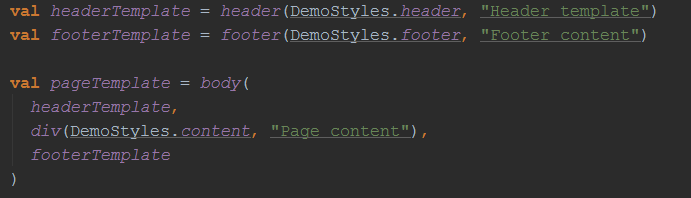 val headerTemplate = header(DemoStyles.header, "Header template")
val footerTemplate = footer(DemoStyles.footer, "Footer content")
val pageTemplate = body(
headerTemplate,
div(DemoStyles.content, "Page content"),
footerTemplate
)